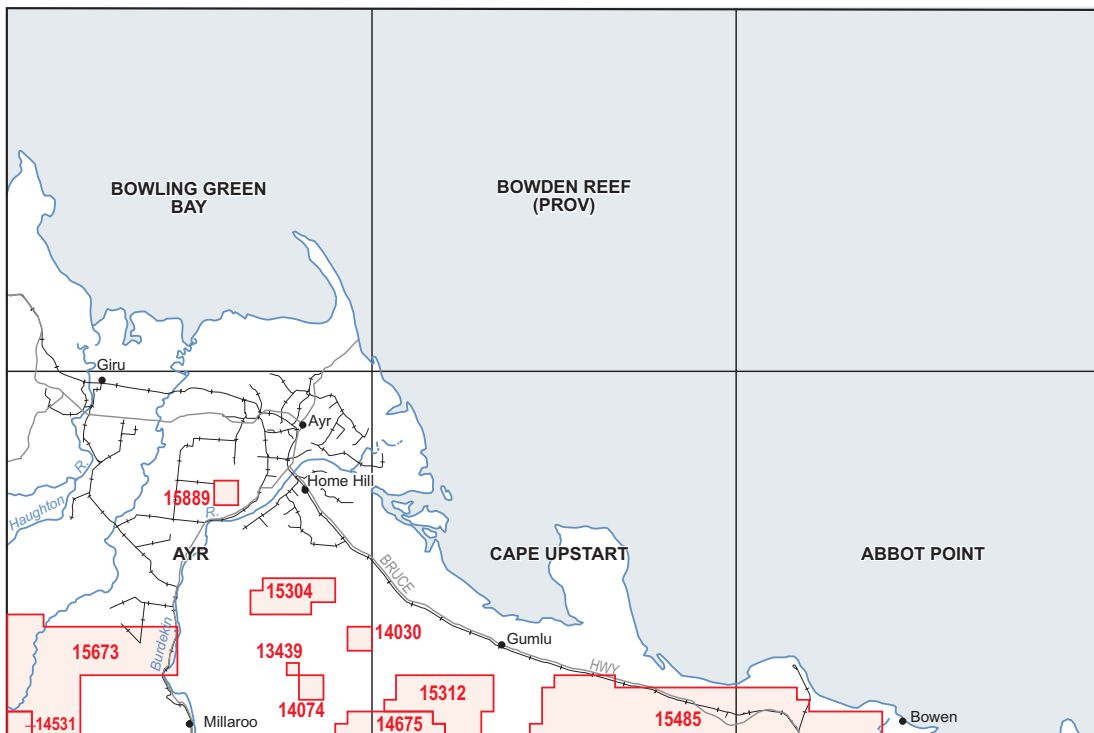 BOWLING GREEN
BAY
BOWDEN REEF
(PROV)
Giru
Ayr
Home Hill
R.
Haughton
15889
R.
AYR
CAPE UPSTART
ABBOT POINT
BRUCE
15304
14030
Gumlu
Burdekin
15673
13439
HWY
15312
14074
14531
Millaroo
14675
15485
Bowen